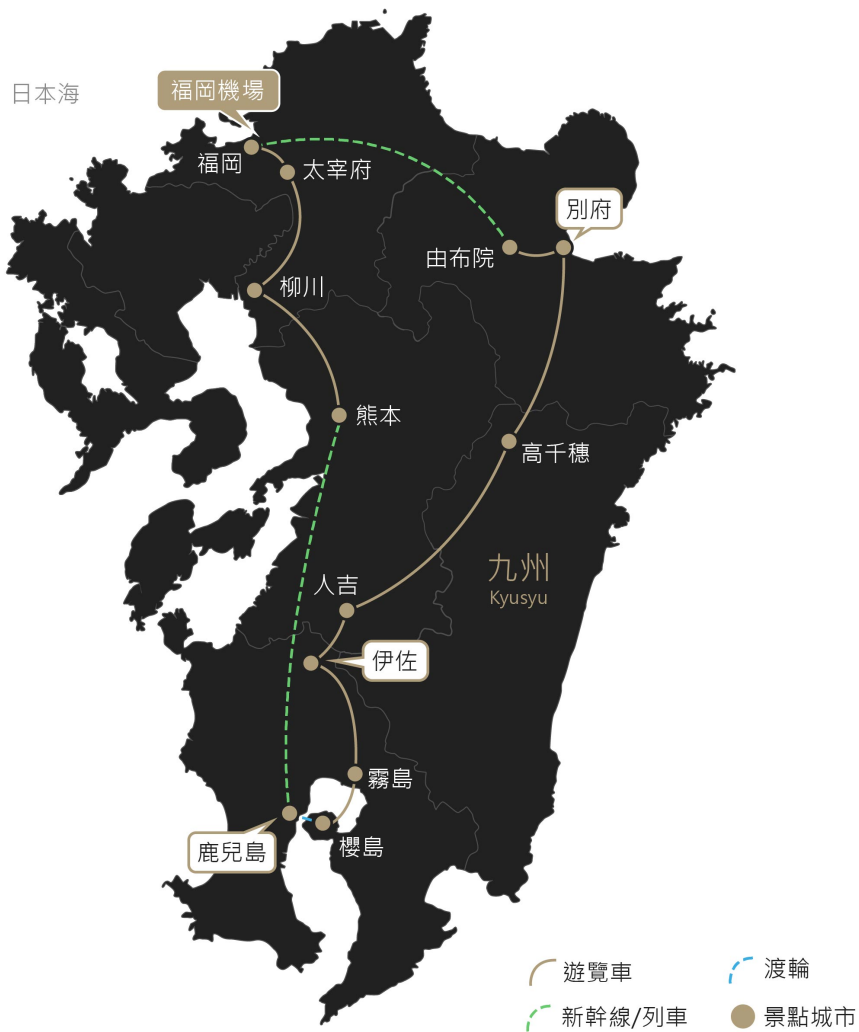 日本海
福岡機場
福岡
太宰府
別府
由布院
柳川
熊本
高千穗
九州
Kyusyu
人吉
伊佐
霧島
鹿兒島
櫻島
遊覽車
渡輪
新幹線/列車
景點城市